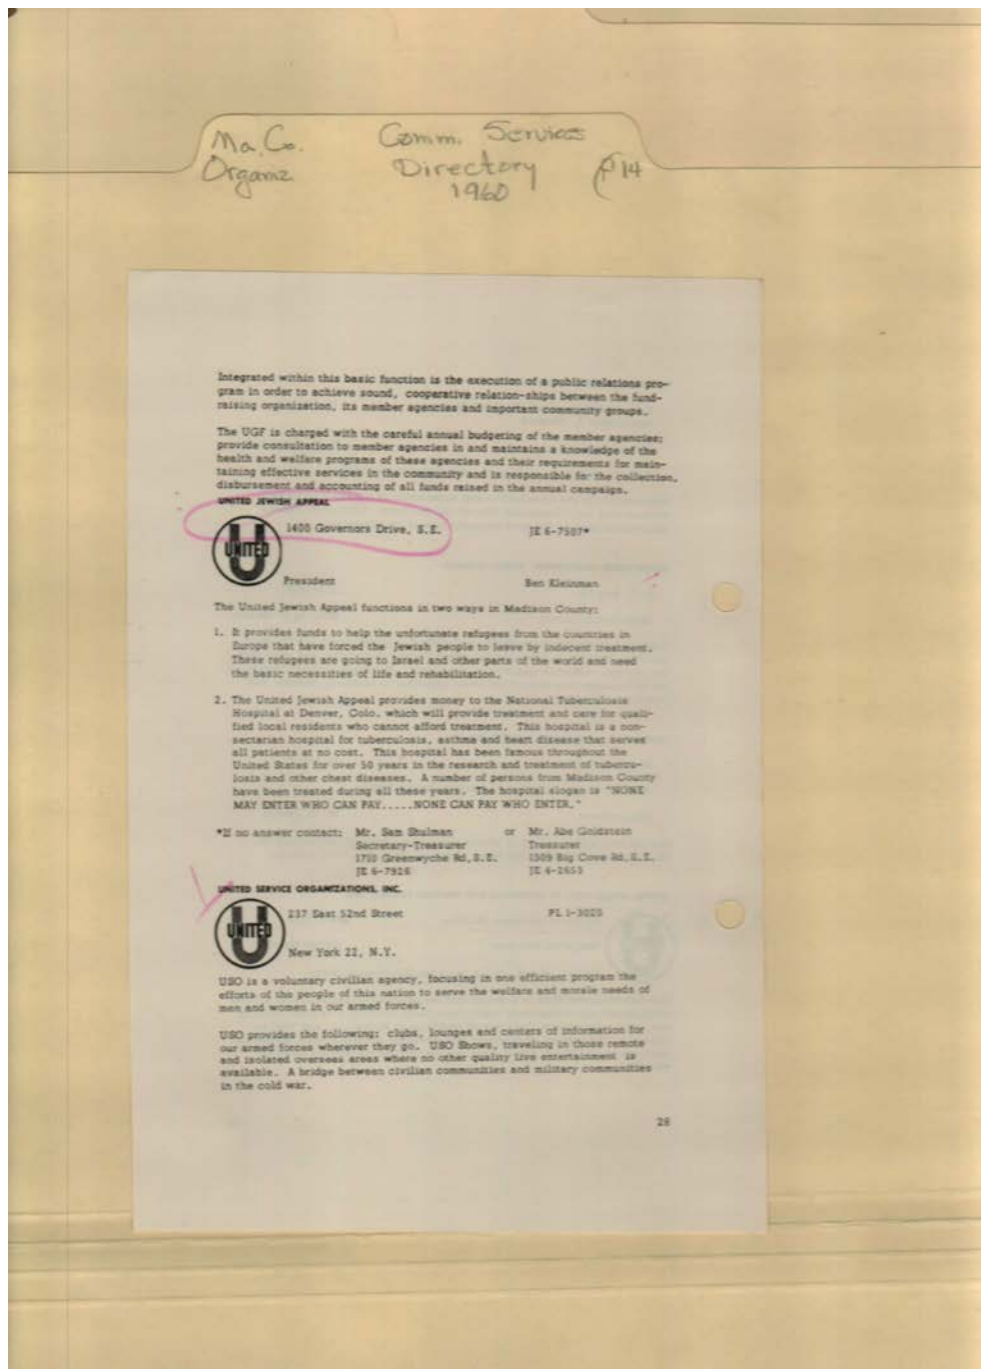 Ma. Co. Comm. Services
Organiz Directory p 14
1960
Integrated within this basic function is the execution of a public relations pro-
gram in order to achieve sound, cooperative relation-ships between the fund-
raising organization, its member agencies and important community groups.
The UGF is charged with the careful annual budgeting of the member agencies;
provide consultation to member agencies in and maintains a knowledge of the
health and welfare programs of these agencies and their requirements for main-
taining effective services in the community and is responsible for the collection,
disbursement and accounting of all funds raised in the annual campaign.
UNITED JEWISH APPEAL
1400 Governors Drive, S.E. JE 6-7507*
UNITED
President Ben Kleinman
The United Jewish Appeal functions in two ways in Madison County:
1. It provides funds to help the unfortunate refugees from the countries in
Europe that have forced the Jewish people to leave by indecent treatment.
These refugees are going to Israel and other parts of the world and need
the basic necessities of life and rehabilitation.
2. The United Jewish Appeal provides money to the National Tuberculosis
Hospital at Denver, Colo. which will provide treatment and care for quali-
fied local residents who cannot afford treatment. This hospital is a non-
sectarian hospital for tuberculosis, asthma and heart disease that serves
all patients at no cost. This hospital has been famous throughout the
United States for over 50 years in the research and treatment of tubercu-
losis and other chest diseases. A number of persons from Madison County
have been treated during all these years. The hospital slogan is "NONE
MAY ENTER WHO CAN PAY.....NONE CAN PAY WHO ENTER."
*If no answer contact: Mr. Sam Shulman or Mr. Abe Goldstein
Secretary-Treasurer Treasurer
1710 Greenwyche Rd, S.E. 1309 Big Cove Rd, S.E.
JE 6-7926 JE 6-2653
UNITED SERVICE ORGANIZATIONS, INC.
237 East 52nd Street PL 1-3020
UNITED
New York 22, N.Y.
USO is a voluntary civilian agency, focusing in one efficient program the
efforts of the people of this nation to serve the welfare and morale needs of
men and women in our armed forces.
USO provides the following: clubs, lounges and centers of information for
our armed forces wherever they go. USO Shows, traveling in those remote
and isolated overseas areas where no other quality live entertainment is
available. A bridge between civilian communities and military communities
in the cold war.
28